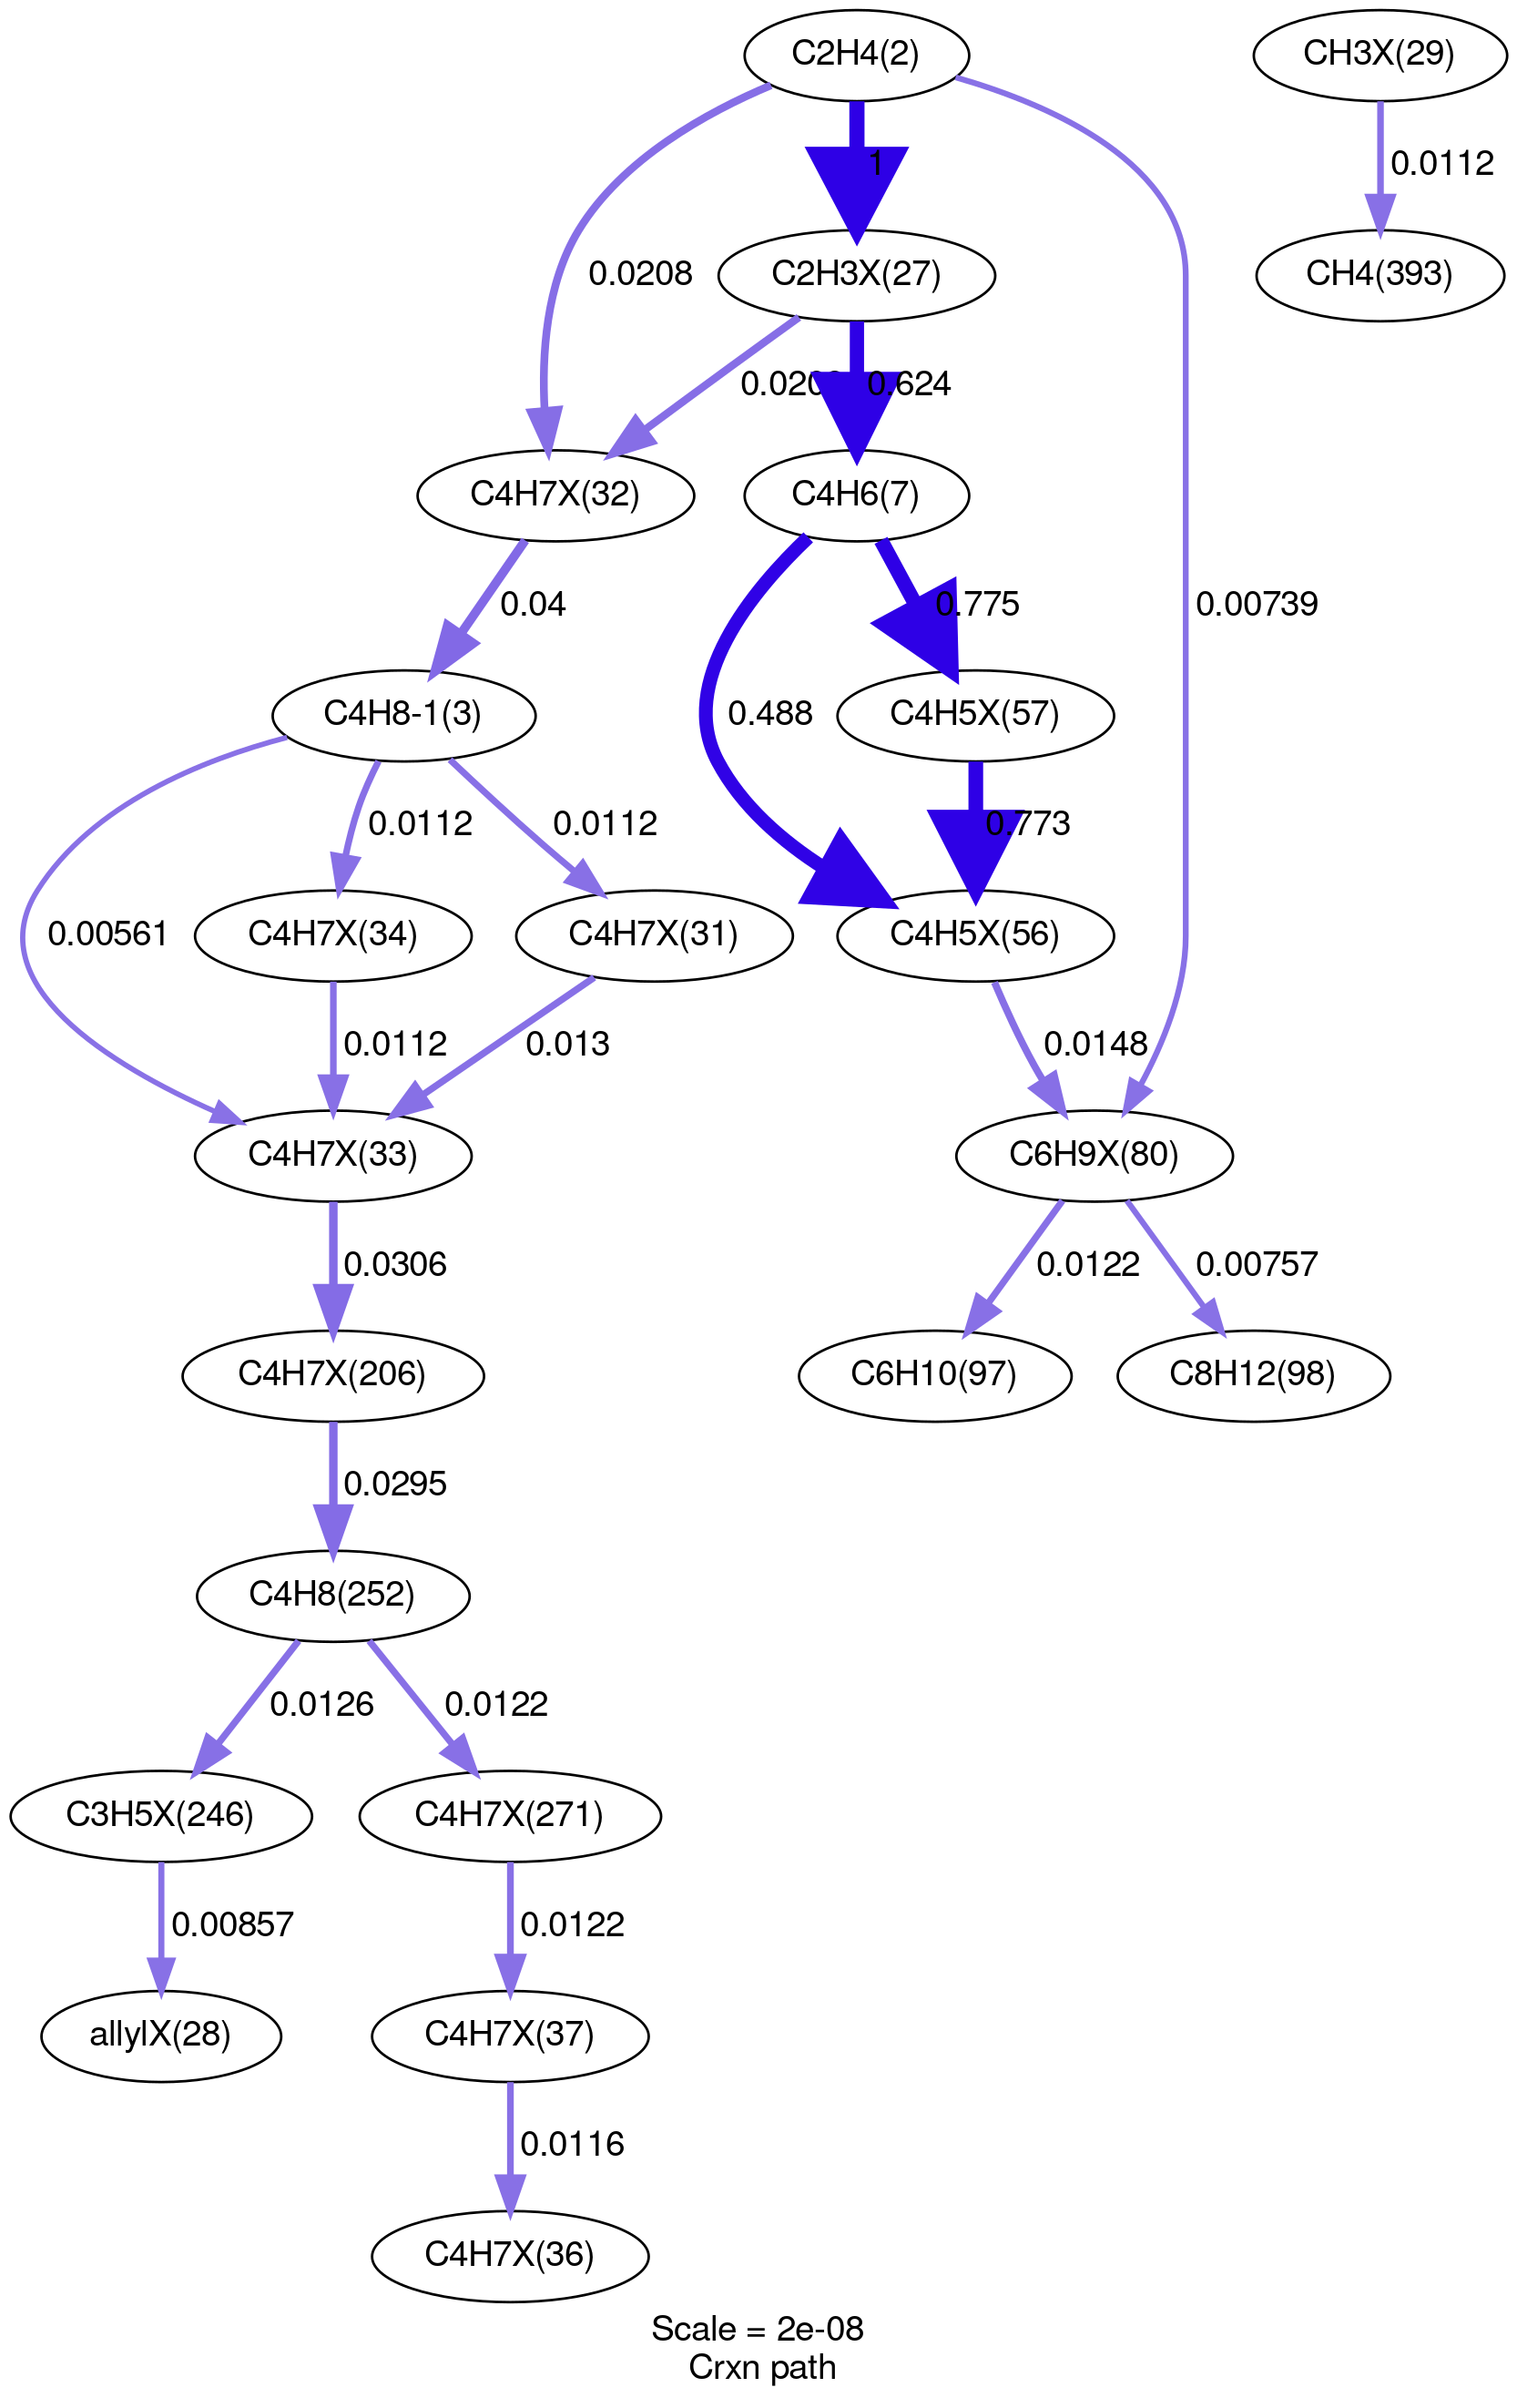 C2H4(2)
CH3X(29)
1
0.0112
0.0208
C2H3X(27)
CH4(393)
0.624
C4H7X(32)
C4H6(7)
0.04
0.775
0.00739
C4H8-1(3)
0.488
C4H5X(57)
0.0112
0.0112
0.773
0.00561
C4H7X(34)
C4H7X(31)
C4H5X(56)
0.0112
0.013
0.0148
C4H7X(33)
C6H9X(80)
0.0306
0.0122
0.00757
C4H7X(206)
C6H10(97)
C8H12(98)
0.0295
C4H8(252)
0.0126
0.0122
C3H5X(246)
C4H7X(271)
0.00857
0.0122
allylX(28)
C4H7X(37)
0.0116
C4H7X(36)
Scale = 2e-08
Crxn path